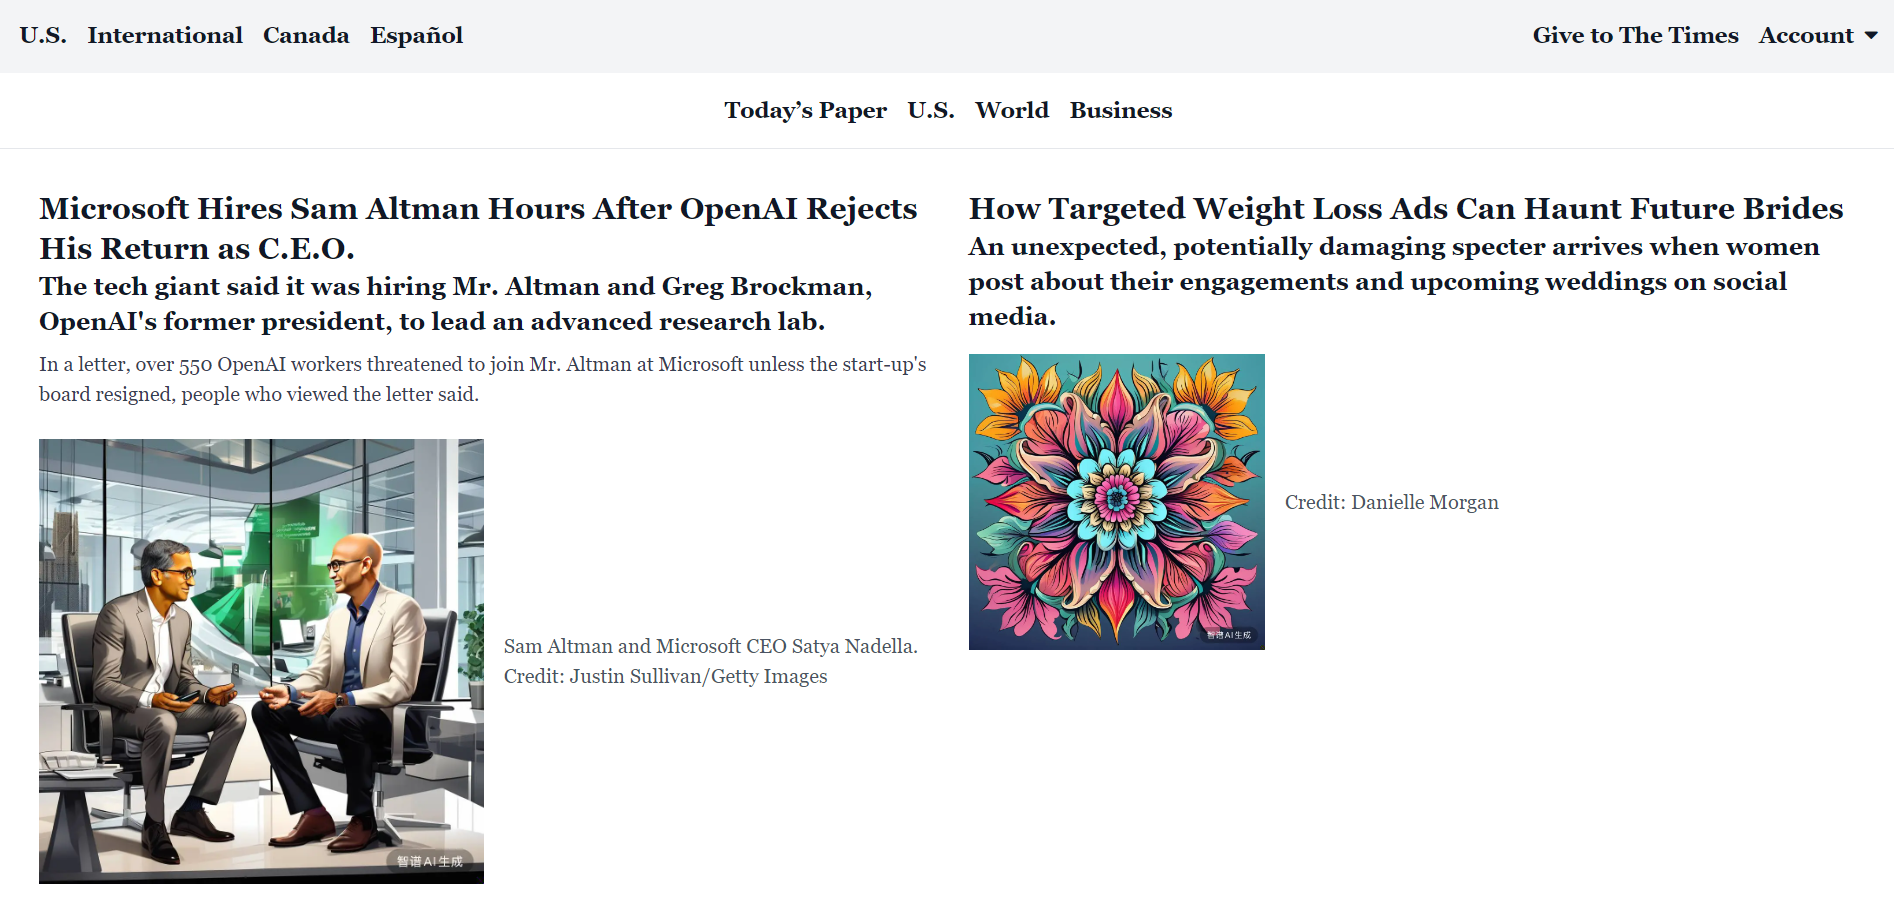 U.S. International Canada Español
Give to The Times Account
Today’s Paper U.S. World Business
Microsoft Hires Sam Altman Hours After OpenAI Rejects
His Return as C.E.O.
The tech giant said it was hiring Mr. Altman and Greg Brockman,
OpenAI's former president, to lead an advanced research lab.
In a letter, over 550 OpenAI workers threatened to join Mr. Altman at Microsoft unless the start-up's
board resigned, people who viewed the letter said.
智谱AI生成
Sam Altman and Microsoft CEO Satya Nadella.
Credit: Justin Sullivan/Getty Images
How Targeted Weight Loss Ads Can Haunt Future Brides
An unexpected, potentially damaging specter arrives when women
post about their engagements and upcoming weddings on social
media.
智谱AI生成
Credit: Danielle Morgan